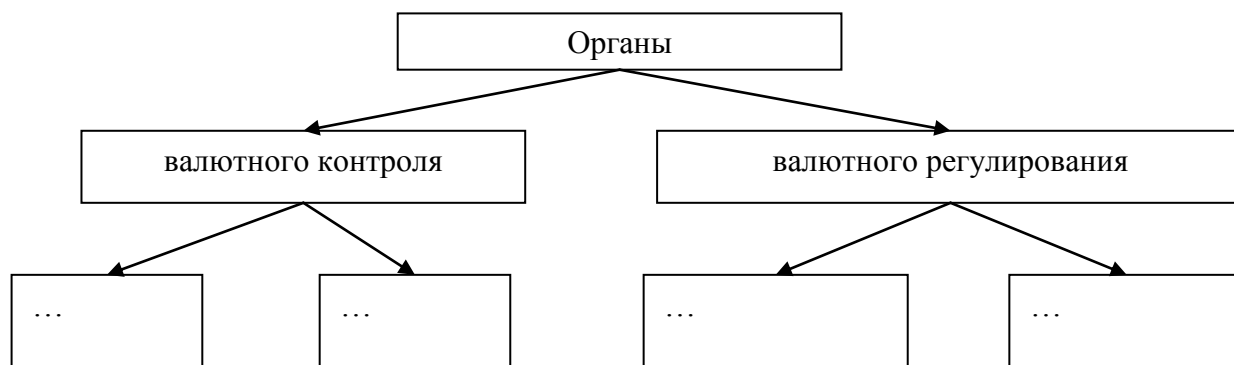 Органы
валютного контроля
валютного регулирования
…
…
…
…